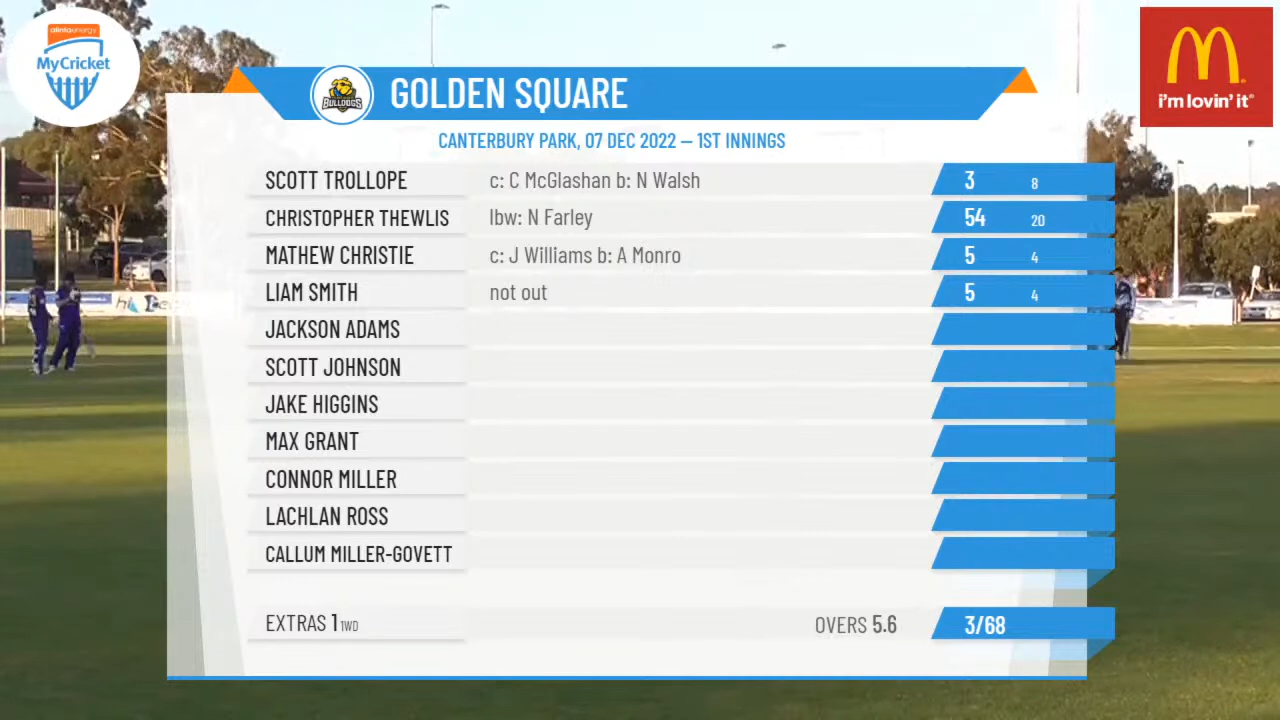 alintaenergy
MyCricket
i'm lovin' it
BULLDOGS
GOLDEN SQUARE
CANTERBURY PARK, 07 DEC 2022 – 1ST INNINGS
SCOTT TROLLOPE c: C McGlashan b: N Walsh 3 8
CHRISTOPHER THEWLIS lbw: N Farley 54 20
MATHEW CHRISTIE c: J Williams b: A Monro 5 4
LIAM SMITH not out 5 4
JACKSON ADAMS
SCOTT JOHNSON
JAKE HIGGINS
MAX GRANT
CONNOR MILLER
LACHLAN ROSS
CALLUM MILLER-GOVETT
EXTRAS 1 1WD OVERS 5.6 3/68